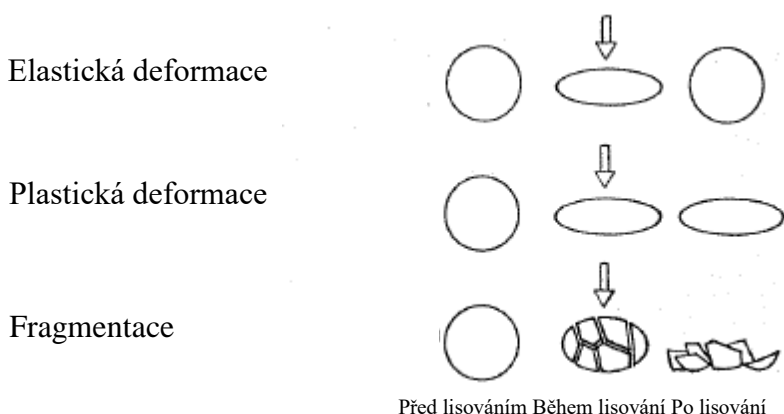 Elastická deformace
Plastická deformace
Fragmentace
Před lisováním Během lisování Po lisování